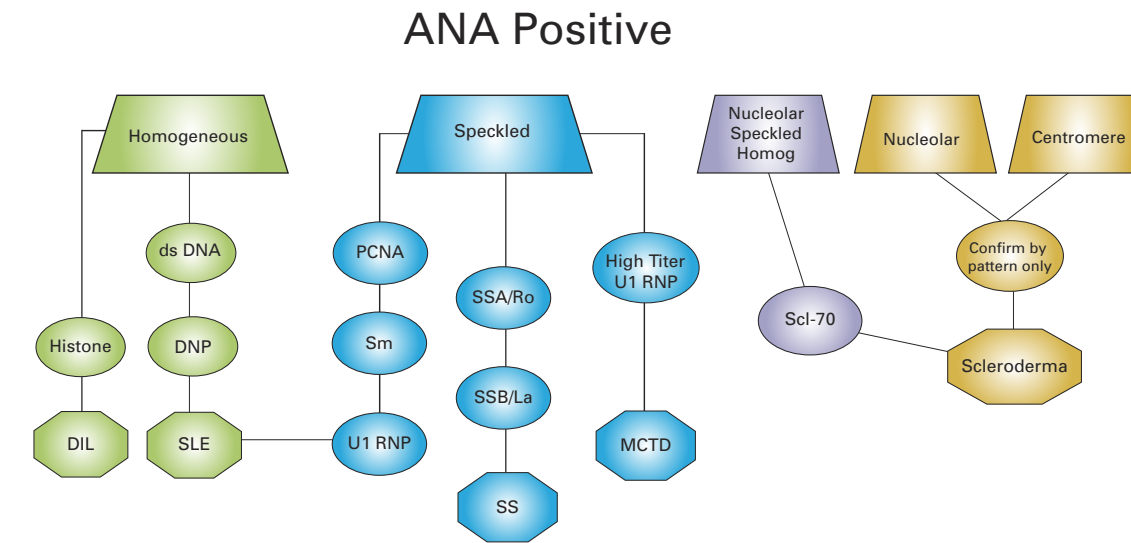 ANA Positive
Homogeneous
Speckled
Nucleolar
Speckled
Homog
Nucleolar
Centromere
ds DNA
PCNA
High Titer
U1 RNP
Confirm by
pattern only
SSA/Ro
Scl-70
Histone
DNP
Sm
Scleroderma
SSB/La
DIL
SLE
U1 RNP
MCTD
SS